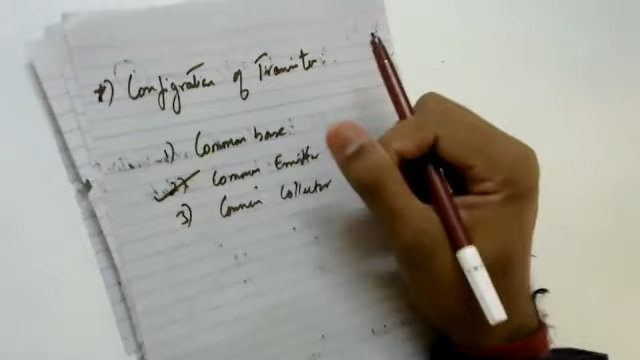 *) Configration of Transistor:
1) Common base:
2) Common Emitter
3) Common Collector